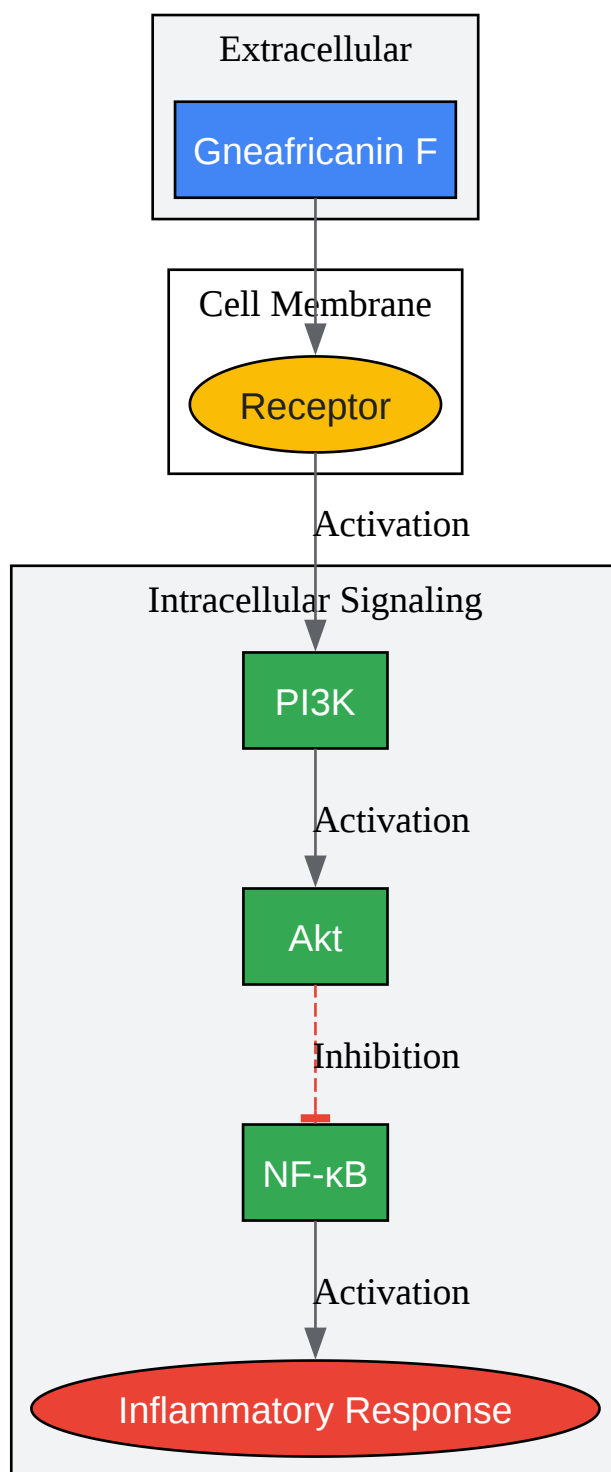 Extracellular
Gneafricanin F
Cell Membrane
Receptor
Activation
Intracellular Signaling
PI3K
Activation
Akt
Inhibition
NF-κB
Activation
Inflammatory Response